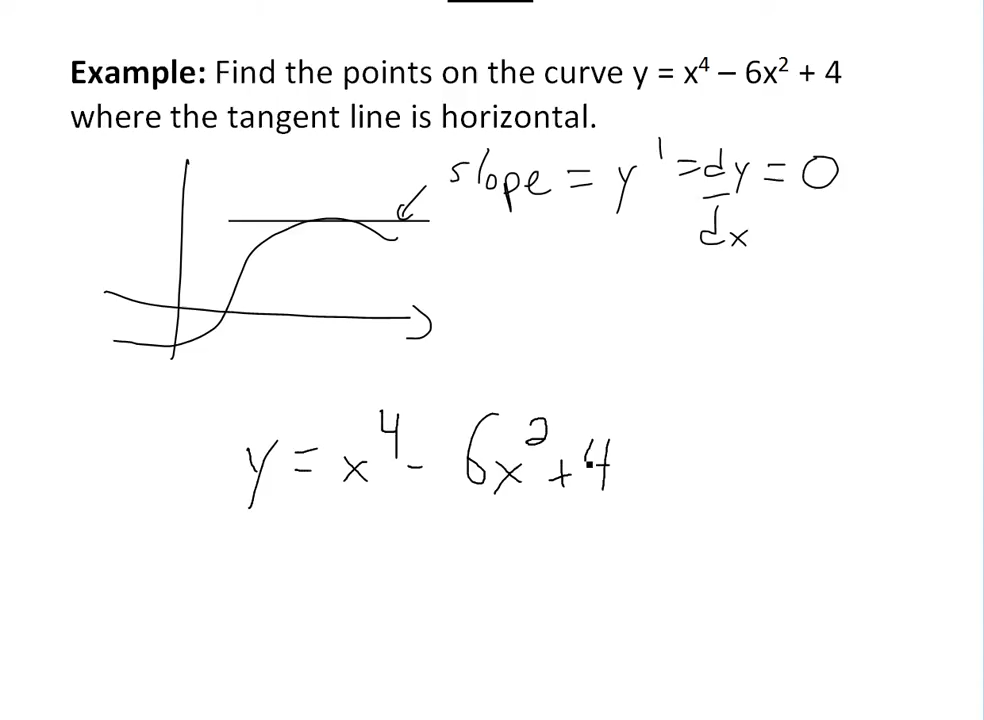 Example: Find the points on the curve y = x⁴ – 6x² + 4
where the tangent line is horizontal.
slope = y' = dy/dx = 0
y = x⁴ - 6x² + 4